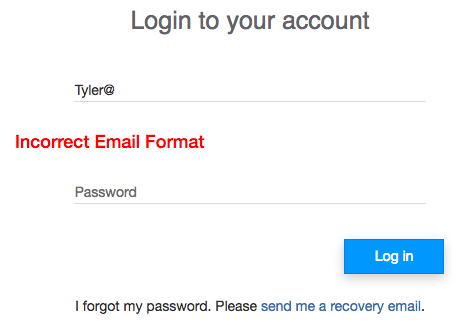 Login to your account
Tyler@
Incorrect Email Format
Password
Log in
I forgot my password. Please send me a recovery email.